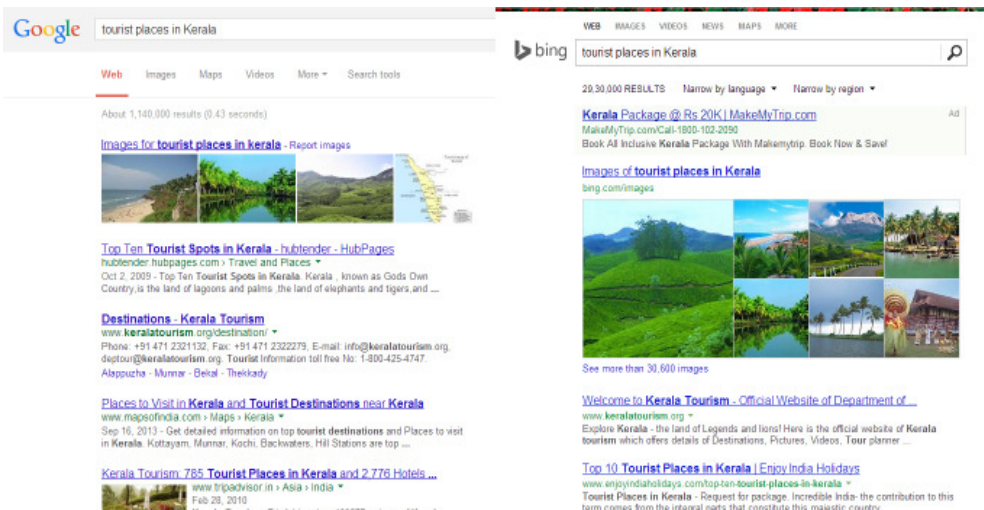 Google
tourist places in Kerala
Web Images Maps Videos More Search tools
About 1,140,000 results (0.43 seconds)
Images for tourist places in kerala - Report images
Top Ten Tourist Spots in Kerala - hubtender - HubPages
hubtender.hubpages.com › Travel and Places
Oct 2, 2009 - Top Ten Tourist Spots in Kerala. Kerala , known as Gods Own
Country,is the land of lagoons and palms ,the land of elephants and tigers,and ...
Destinations - Kerala Tourism
www.keralatourism.org/destination/
Phone: +91 471 2321132, Fax: +91 471 2322279, E-mail: info@keralatourism.org,
deptour@keralatourism.org. Tourist Information toll free No: 1-800-425-4747.
Alappuzha - Munnar - Bekal - Thekkady
Places to Visit in Kerala and Tourist Destinations near Kerala
www.mapsofindia.com › Maps › Kerala
Sep 16, 2013 - Get detailed information on top tourist destinations and Places to visit
in Kerala. Kottayam, Munnar, Kochi, Backwaters, Hill Stations are top ...
Kerala Tourism: 785 Tourist Places in Kerala and 2,776 Hotels ...
www.tripadvisor.in › Asia › India
Feb 28, 2010
WEB IMAGES VIDEOS NEWS MAPS MORE
bing
tourist places in Kerala
29,30,000 RESULTS Narrow by language Narrow by region
Kerala Package @ Rs 20K | MakeMyTrip.com
Ad
MakeMyTrip.com/Call-1800-102-2090
Book All Inclusive Kerala Package With Makemytrip. Book Now & Save!
Images of tourist places in Kerala
bing.com/images
See more than 30,600 images
Welcome to Kerala Tourism - Official Website of Department of ...
www.keralatourism.org
Explore Kerala - the land of Legends and lions! Here is the official website of Kerala
tourism which offers details of Destinations, Pictures, Videos, Tour planner ...
Top 10 Tourist Places in Kerala | Enjoy India Holidays
www.enjoyindiaholidays.com/top-ten-tourist-places-in-kerala
Tourist Places in Kerala - Request for package. Incredible India- the contribution to this
term comes from the integral parts that constitute this majestic country